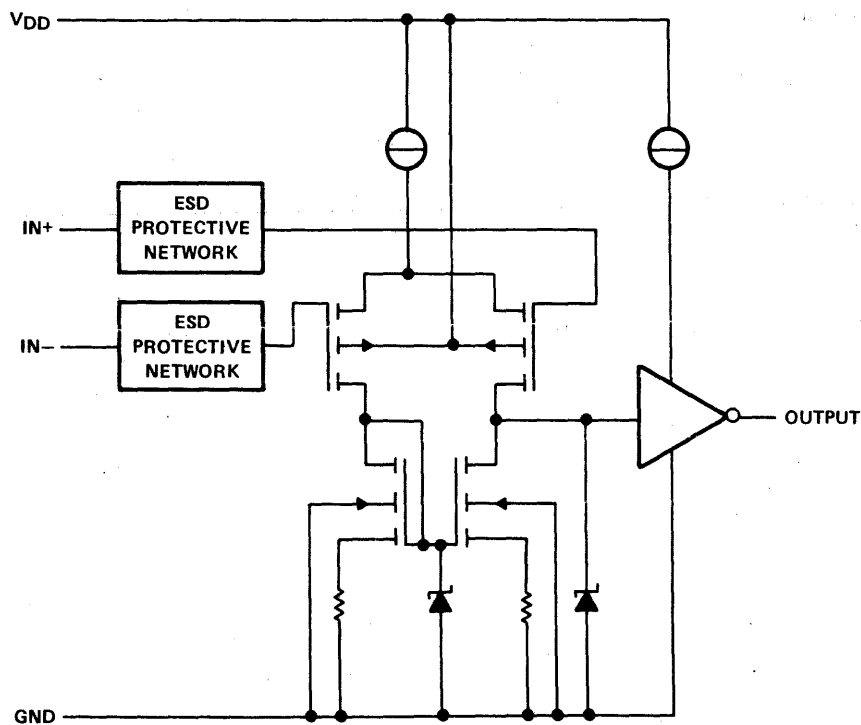 VDD
ESD
PROTECTIVE
NETWORK
IN+
ESD
PROTECTIVE
NETWORK
IN−
OUTPUT
GND